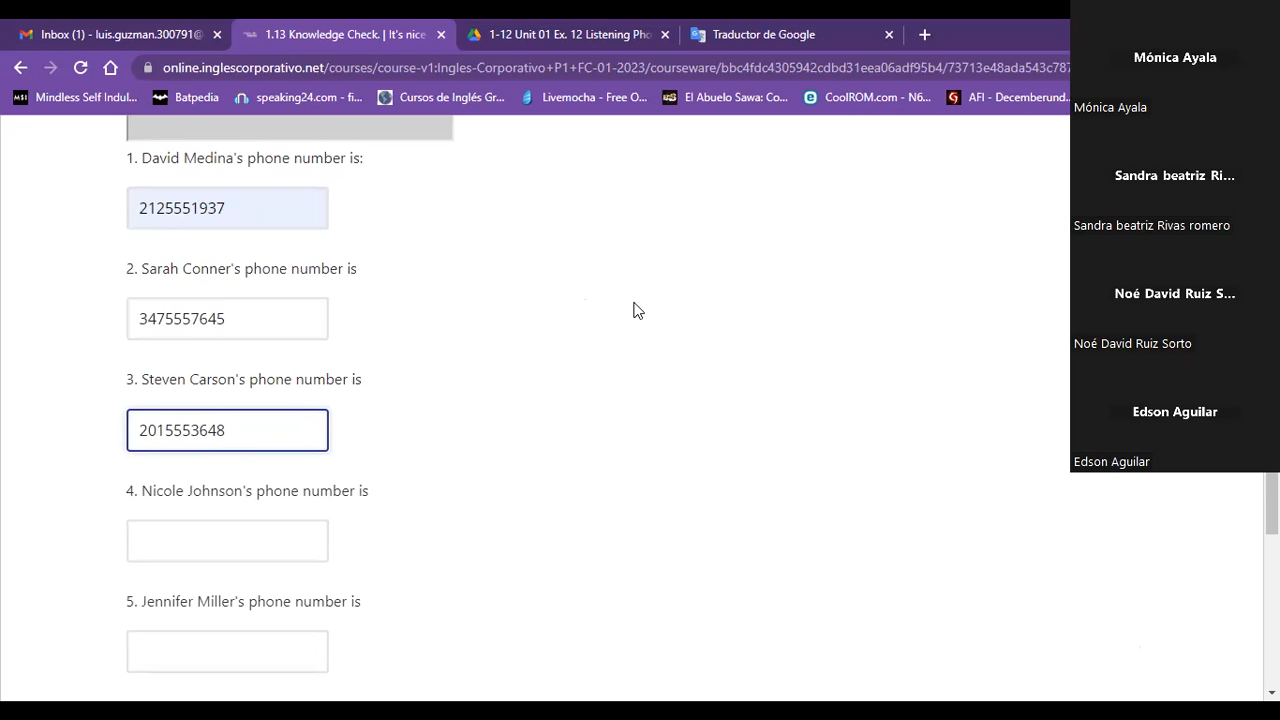 Inbox (1) - luis.guzman.300791@
1.13 Knowledge Check. | It's nice
1-12 Unit 01 Ex. 12 Listening Pho
Traductor de Google
online.inglescorporativo.net/courses/course-v1:Ingles-Corporativo+P1+FC-01-2023/courseware/bbc4fdc4305942cdbd31eea06adf95b4/73713e48ada543c787
Mindless Self Indul...
Batpedia
speaking24.com - fi...
Cursos de Inglés Gr...
Livemocha - Free O...
El Abuelo Sawa: Co...
CoolROM.com - N6...
AFI - Decemberund...
1. David Medina's phone number is:
2125551937
2. Sarah Conner's phone number is
3475557645
3. Steven Carson's phone number is
2015553648
4. Nicole Johnson's phone number is
5. Jennifer Miller's phone number is
Mónica Ayala
Mónica Ayala
Sandra beatriz Ri...
Sandra beatriz Rivas romero
Noé David Ruiz S...
Noé David Ruiz Sorto
Edson Aguilar
Edson Aguilar